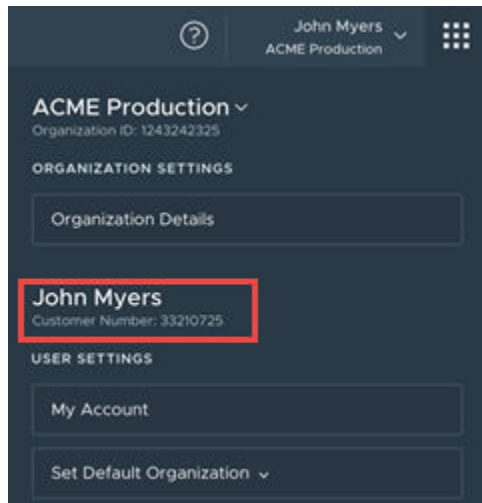 John Myers
ACME Production
ACME Production
Organization ID: 1243242325
ORGANIZATION SETTINGS
Organization Details
John Myers
Customer Number: 33210725
USER SETTINGS
My Account
Set Default Organization